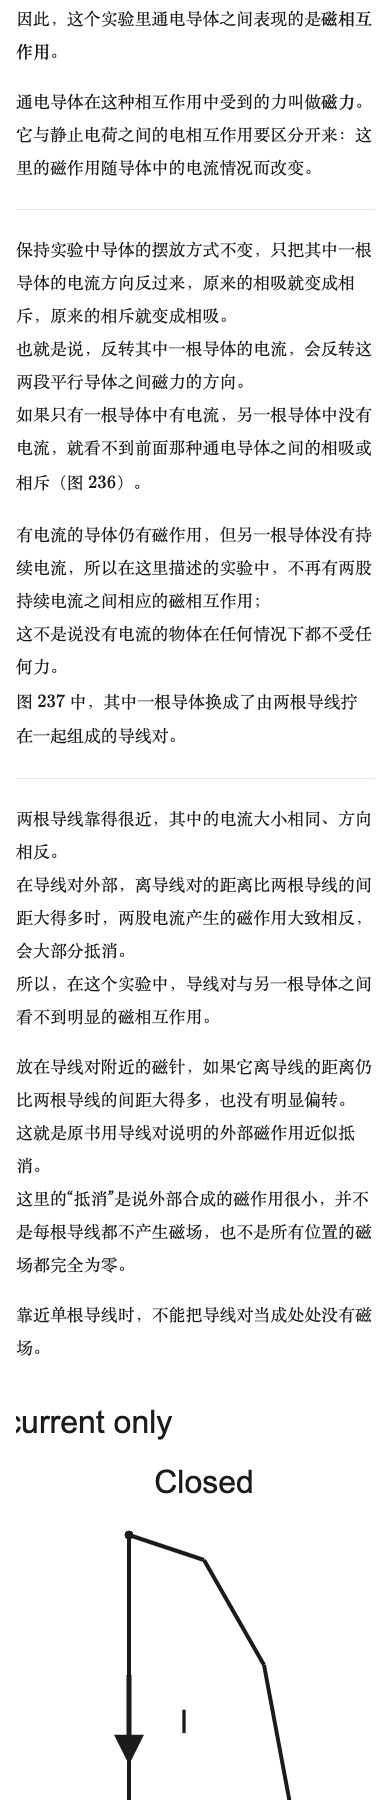 因此，这个实验里通电导体之间表现的是磁相互
作用。
通电导体在这种相互作用中受到的力叫做磁力。
它与静止电荷之间的电相互作用要区分开来：这
里的磁作用随导体中的电流情况而改变。
保持实验中导体的摆放方式不变，只把其中一根
导体的电流方向反过来，原来的相吸就变成相
斥，原来的相斥就变成相吸。
也就是说，反转其中一根导体的电流，会反转这
两段平行导体之间磁力的方向。
如果只有一根导体中有电流，另一根导体中没有
电流，就看不到前面那种通电导体之间的相吸或
相斥（图 236）。
有电流的导体仍有磁作用，但另一根导体没有持
续电流，所以在这里描述的实验中，不再有两股
持续电流之间相应的磁相互作用；
这不是说没有电流的物体在任何情况下都不受任
何力。
图 237 中，其中一根导体换成了由两根导线拧
在一起组成的导线对。
两根导线靠得很近，其中的电流大小相同、方向
相反。
在导线对外部，离导线对的距离比两根导线的间
距大得多时，两股电流产生的磁作用大致相反，
会大部分抵消。
所以，在这个实验中，导线对与另一根导体之间
看不到明显的磁相互作用。
放在导线对附近的磁针，如果它离导线的距离仍
比两根导线的间距大得多，也没有明显偏转。
这就是原书用导线对说明的外部磁作用近似抵
消。
这里的“抵消”是说外部合成的磁作用很小，并不
是每根导线都不产生磁场，也不是所有位置的磁
场都完全为零。
靠近单根导线时，不能把导线对当成处处没有磁
场。
current only
Closed
I